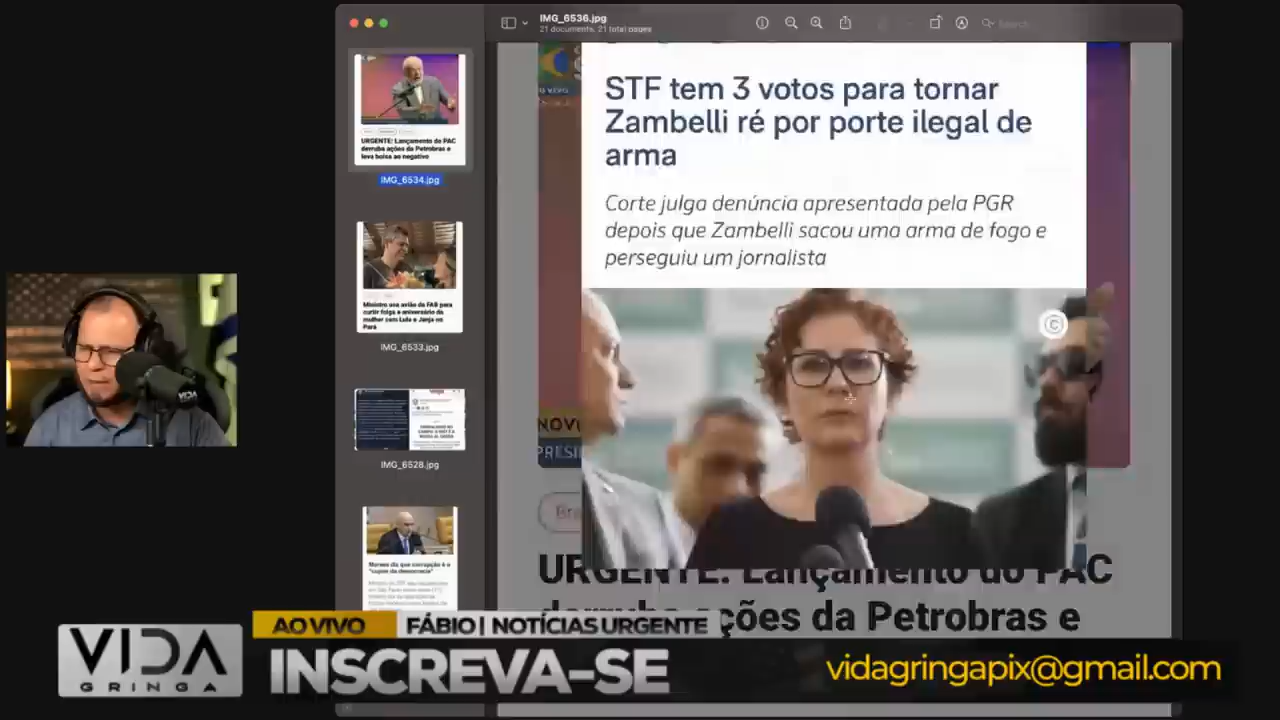 IMG_6536.jpg
21 documents, 21 total pages
Search
STF tem 3 votos para tornar
Zambelli ré por porte ilegal de
arma
Corte julga denúncia apresentada pela PGR
depois que Zambelli sacou uma arma de fogo e
perseguiu um jornalista
©
URGENTE: Lançamento do PAC
derruba ações da Petrobras e
leva bolsa ao negativo
IMG_6534.jpg
Ministro usa avião da FAB para
curtir folga e aniversário da
mulher com Lula e Janja no
Pará
IMG_6533.jpg
IMG_6528.jpg
Moraes diz que corrupção é o
"cupim da democracia"
NOV
PRESI
Bra
URGENTE: Lançamento do PAC
derruba ações da Petrobras e
AO VIVO
FÁBIO | NOTÍCIAS URGENTE
VIDA
GRINGA
INSCREVA-SE
vidagringapix@gmail.com